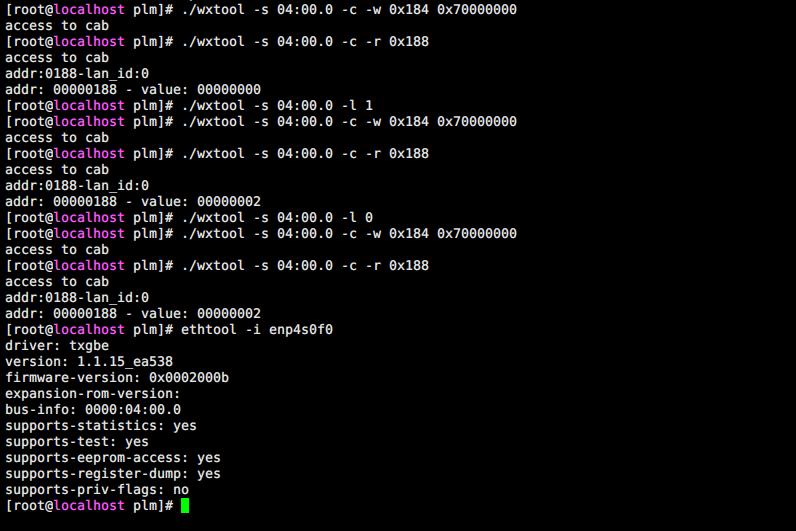 [root@localhost plm]# ./wxtool -s 04:00.0 -c -w 0x184 0x70000000
access to cab
[root@localhost plm]# ./wxtool -s 04:00.0 -c -r 0x188
access to cab
addr:0188-lan_id:0
addr: 00000188 - value: 00000000
[root@localhost plm]# ./wxtool -s 04:00.0 -l 1
[root@localhost plm]# ./wxtool -s 04:00.0 -c -w 0x184 0x70000000
access to cab
[root@localhost plm]# ./wxtool -s 04:00.0 -c -r 0x188
access to cab
addr:0188-lan_id:0
addr: 00000188 - value: 00000002
[root@localhost plm]# ./wxtool -s 04:00.0 -l 0
[root@localhost plm]# ./wxtool -s 04:00.0 -c -w 0x184 0x70000000
access to cab
[root@localhost plm]# ./wxtool -s 04:00.0 -c -r 0x188
access to cab
addr:0188-lan_id:0
addr: 00000188 - value: 00000002
[root@localhost plm]# ethtool -i enp4s0f0
driver: txgbe
version: 1.1.15_ea538
firmware-version: 0x0002000b
expansion-rom-version:
bus-info: 0000:04:00.0
supports-statistics: yes
supports-test: yes
supports-eeprom-access: yes
supports-register-dump: yes
supports-priv-flags: no
[root@localhost plm]#